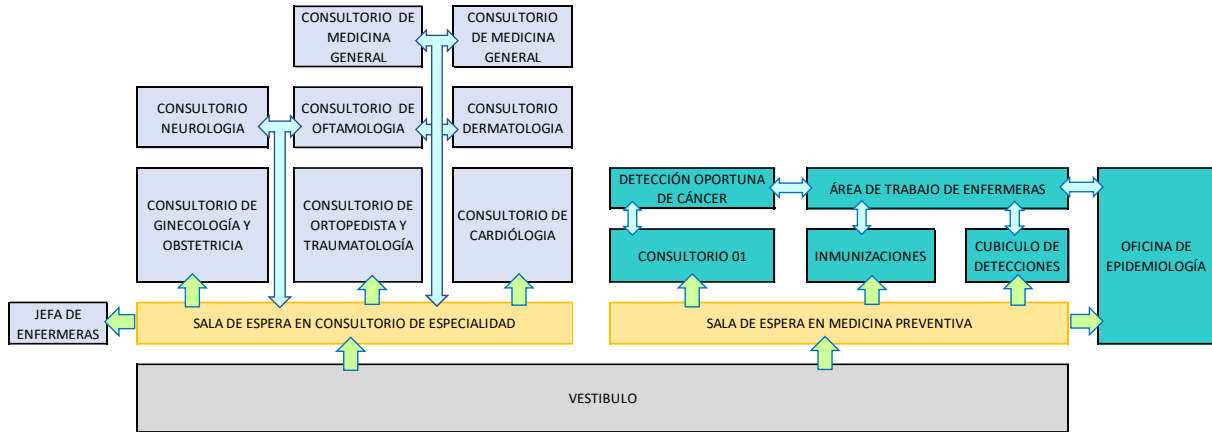 CONSULTORIO DE
MEDICINA
GENERAL
CONSULTORIO
DE MEDICINA
GENERAL
CONSULTORIO
NEUROLOGIA
CONSULTORIO DE
OFTAMOLOGIA
CONSULTORIO
DERMATOLOGIA
CONSULTORIO DE
GINECOLOGÍA Y
OBSTETRICIA
CONSULTORIO DE
ORTOPEDISTA Y
TRAUMATOLOGÍA
CONSULTORIO DE
CARDIÓLOGIA
DETECCIÓN OPORTUNA
DE CÁNCER
ÁREA DE TRABAJO DE ENFERMERAS
CONSULTORIO 01
INMUNIZACIONES
CUBICULO DE
DETECCIONES
OFICINA DE
EPIDEMIOLOGÍA
JEFA DE
ENFERMERAS
SALA DE ESPERA EN CONSULTORIO DE ESPECIALIDAD
SALA DE ESPERA EN MEDICINA PREVENTIVA
VESTIBULO